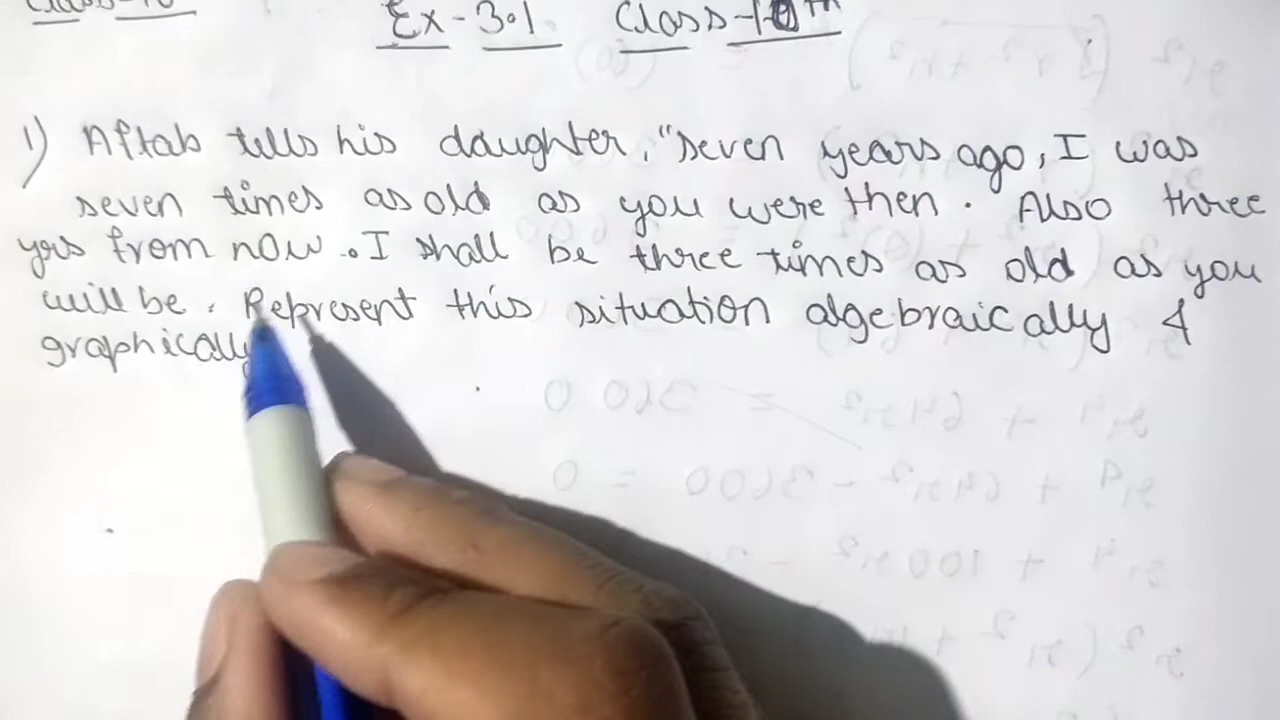 Ex-3.1 Class-10th
1) Aftab tells his daughter, "seven years ago, I was
seven times as old as you were then. Also three
yrs from now. I shall be three times as old as you
will be. Represent this situation algebraically &
graphically